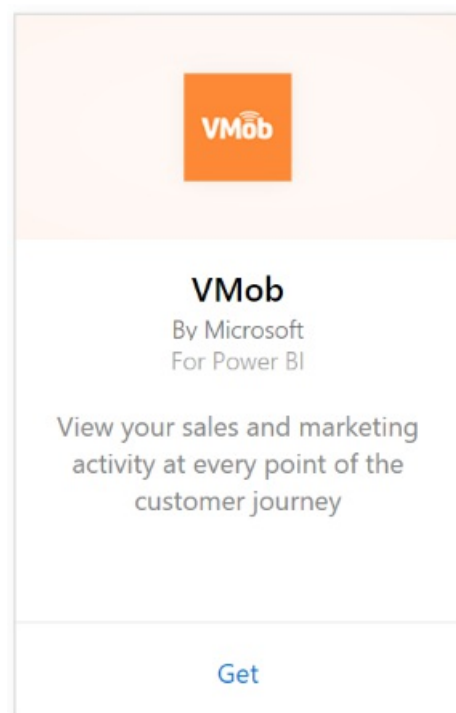 VMob
VMob
By Microsoft
For Power BI
View your sales and marketing
activity at every point of the
customer journey
Get